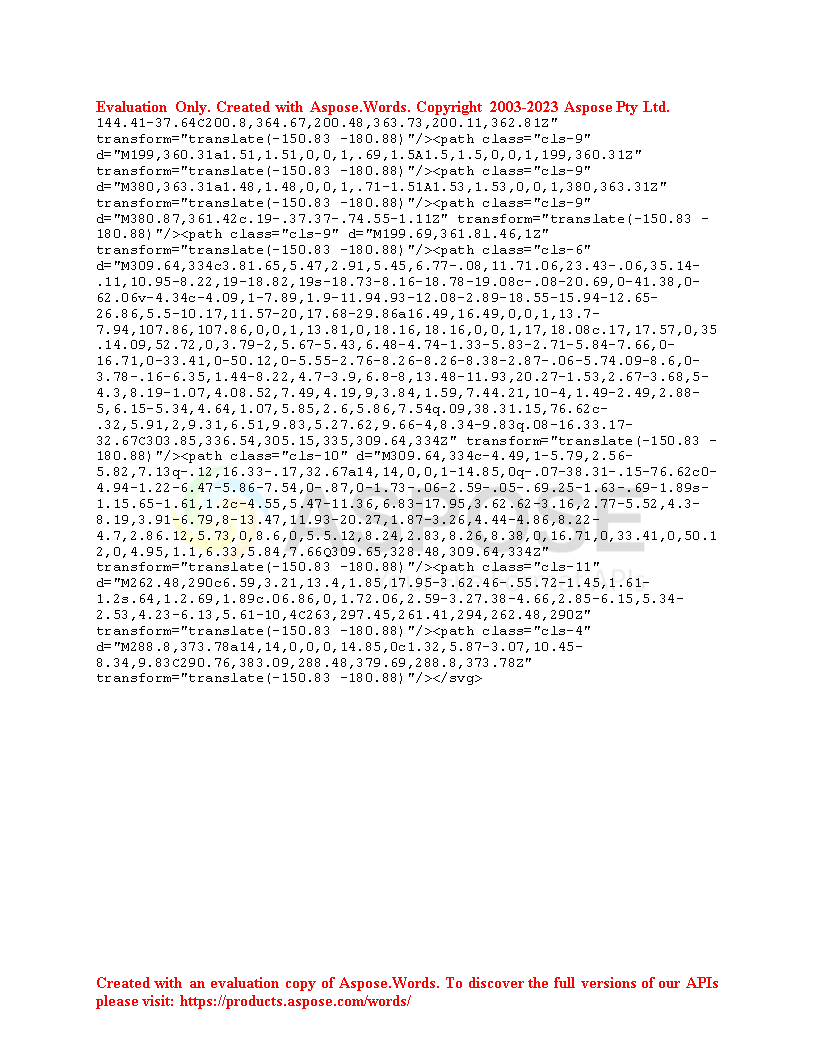 Evaluation Only. Created with Aspose.Words. Copyright 2003-2023 Aspose Pty Ltd.
144.41-37.64C200.8,364.67,200.48,363.73,200.11,362.81Z"
transform="translate(-150.83 -180.88)"/><path class="cls-9"
d="M199,360.31a1.51,1.51,0,0,1,.69,1.5A1.5,1.5,0,0,1,199,360.31Z"
transform="translate(-150.83 -180.88)"/><path class="cls-9"
d="M380,363.31a1.48,1.48,0,0,1,.71-1.51A1.53,1.53,0,0,1,380,363.31Z"
transform="translate(-150.83 -180.88)"/><path class="cls-9"
d="M380.87,361.42c.19-.37.37-.74.55-1.11Z" transform="translate(-150.83 -
180.88)"/><path class="cls-9" d="M199.69,361.8l.46,1Z"
transform="translate(-150.83 -180.88)"/><path class="cls-6"
d="M309.64,334c3.81.65,5.47,2.91,5.45,6.77-.08,11.71.06,23.43-.06,35.14-
.11,10.95-8.22,19-18.82,19s-18.73-8.16-18.78-19.08c-.08-20.69,0-41.38,0-
62.06v-4.34c-4.09,1-7.89,1.9-11.94.93-12.08-2.89-18.55-15.94-12.65-
26.86,5.5-10.17,11.57-20,17.68-29.86a16.49,16.49,0,0,1,13.7-
7.94,107.86,107.86,0,0,1,13.81,0,18.16,18.16,0,0,1,17,18.08c.17,17.57,0,35
.14.09,52.72,0,3.79-2,5.67-5.43,6.48-4.74-1.33-5.83-2.71-5.84-7.66,0-
16.71,0-33.41,0-50.12,0-5.55-2.76-8.26-8.26-8.38-2.87-.06-5.74.09-8.6,0-
3.78-.16-6.35,1.44-8.22,4.7-3.9,6.8-8,13.48-11.93,20.27-1.53,2.67-3.68,5-
4.3,8.19-1.07,4.08.52,7.49,4.19,9,3.84,1.59,7.44.21,10-4,1.49-2.49,2.88-
5,6.15-5.34,4.64,1.07,5.85,2.6,5.86,7.54q.09,38.31.15,76.62c-
.32,5.91,2,9.31,6.51,9.83,5.27.62,9.66-4,8.34-9.83q.08-16.33.17-
32.67C303.85,336.54,305.15,335,309.64,334Z" transform="translate(-150.83 -
180.88)"/><path class="cls-10" d="M309.64,334c-4.49,1-5.79,2.56-
5.82,7.13q-.12,16.33-.17,32.67a14,14,0,0,1-14.85,0q-.07-38.31-.15-76.62c0-
4.94-1.22-6.47-5.86-7.54,0-.87,0-1.73-.06-2.59-.05-.69.25-1.63-.69-1.89s-
1.15.65-1.61,1.2c-4.55,5.47-11.36,6.83-17.95,3.62.62-3.16,2.77-5.52,4.3-
8.19,3.91-6.79,8-13.47,11.93-20.27,1.87-3.26,4.44-4.86,8.22-
4.7,2.86.12,5.73,0,8.6,0,5.5.12,8.24,2.83,8.26,8.38,0,16.71,0,33.41,0,50.1
2,0,4.95,1.1,6.33,5.84,7.66Q309.65,328.48,309.64,334Z"
transform="translate(-150.83 -180.88)"/><path class="cls-11"
d="M262.48,290c6.59,3.21,13.4,1.85,17.95-3.62.46-.55.72-1.45,1.61-
1.2s.64,1.2.69,1.89c.06.86,0,1.72.06,2.59-3.27.38-4.66,2.85-6.15,5.34-
2.53,4.23-6.13,5.61-10,4C263,297.45,261.41,294,262.48,290Z"
transform="translate(-150.83 -180.88)"/><path class="cls-4"
d="M288.8,373.78a14,14,0,0,0,14.85,0c1.32,5.87-3.07,10.45-
8.34,9.83C290.76,383.09,288.48,379.69,288.8,373.78Z"
transform="translate(-150.83 -180.88)"/></svg>
ASPOSE
Created with an evaluation copy of Aspose.Words. To discover the full versions of our APIs
please visit: https://products.aspose.com/words/